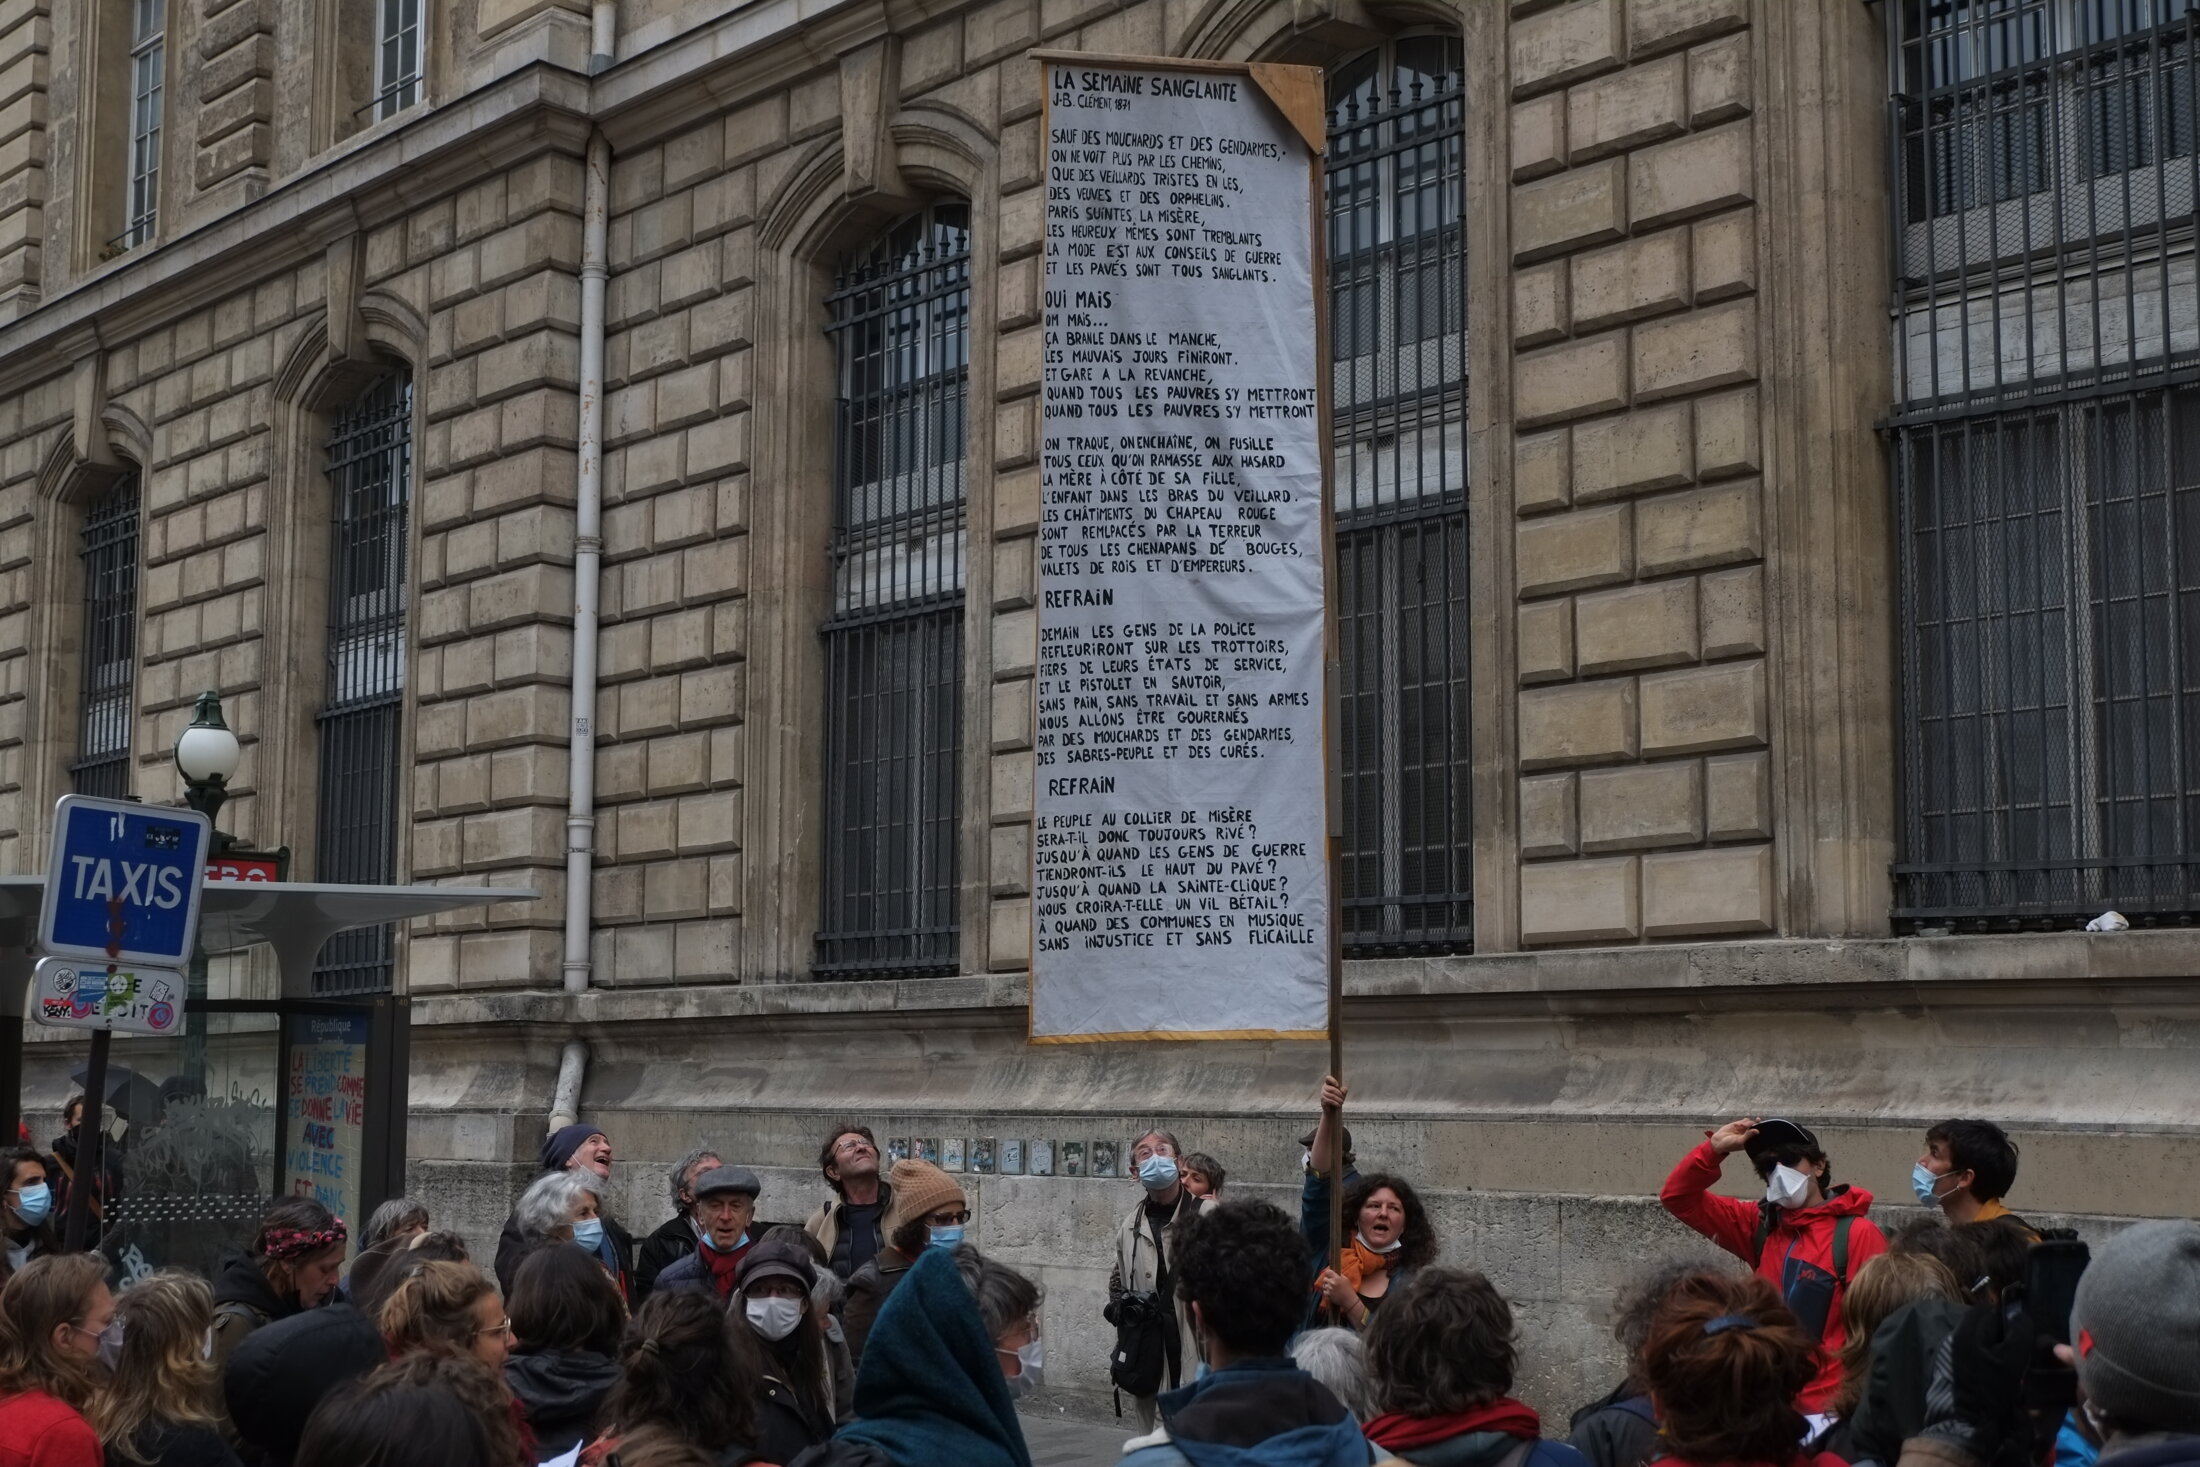 LA SEMAINE SANGLANTE
J-B. CLÉMENT, 1871
SAUF DES MOUCHARDS ET DES GENDARMES,
ON NE VOIT PLUS PAR LES CHEMINS,
QUE DES VEILLARDS TRISTES EN LES,
DES VEUVES ET DES ORPHELINS.
PARIS SUINTES LA MISÈRE,
LES HEUREUX MÊMES SONT TREMBLANTS
LA MODE EST AUX CONSEILS DE GUERRE
ET LES PAVÉS SONT TOUS SANGLANTS.
OUI MAIS
OM MAIS...
ÇA BRANLE DANS LE MANCHE,
LES MAUVAIS JOURS FINIRONT.
ET GARE A LA REVANCHE,
QUAND TOUS LES PAUVRES S'Y METTRONT
QUAND TOUS LES PAUVRES S'Y METTRONT
ON TRAQUE, ON ENCHAÎNE, ON FUSILLE
TOUS CEUX QU'ON RAMASSE AUX HASARD
LA MÈRE À CÔTÉ DE SA FILLE,
L'ENFANT DANS LES BRAS DU VEILLARD.
LES CHÂTIMENTS DU CHAPEAU ROUGE
SONT REMLPACÉS PAR LA TERREUR
DE TOUS LES CHENAPANS DE BOUGES,
VALETS DE ROIS ET D'EMPEREURS.
REFRAIN
DEMAIN LES GENS DE LA POLICE
REFLEURIRONT SUR LES TROTTOIRS,
FIERS DE LEURS ÉTATS DE SERVICE,
ET LE PISTOLET EN SAUTOIR,
SANS PAIN, SANS TRAVAIL ET SANS ARMES
NOUS ALLONS ÊTRE GOURERNÉS
PAR DES MOUCHARDS ET DES GENDARMES,
DES SABRES-PEUPLE ET DES CURÉS.
REFRAIN
LE PEUPLE AU COLLIER DE MISÈRE
SERA-T-IL DONC TOUJOURS RIVÉ?
JUSQU'À QUAND LES GENS DE GUERRE
TIENDRONT-ILS LE HAUT DU PAVÉ?
JUSQU'À QUAND LA SAINTE-CLIQUE?
NOUS CROIRA-T-ELLE UN VIL BÉTAIL?
À QUAND DES COMMUNES EN MUSIQUE
SANS INJUSTICE ET SANS FLICAILLE
TAXIS
République
LA LIBERTÉ
SE PREND COMME
SE DONNE LA VIE
AVEC
VIOLENCE
ET DANS